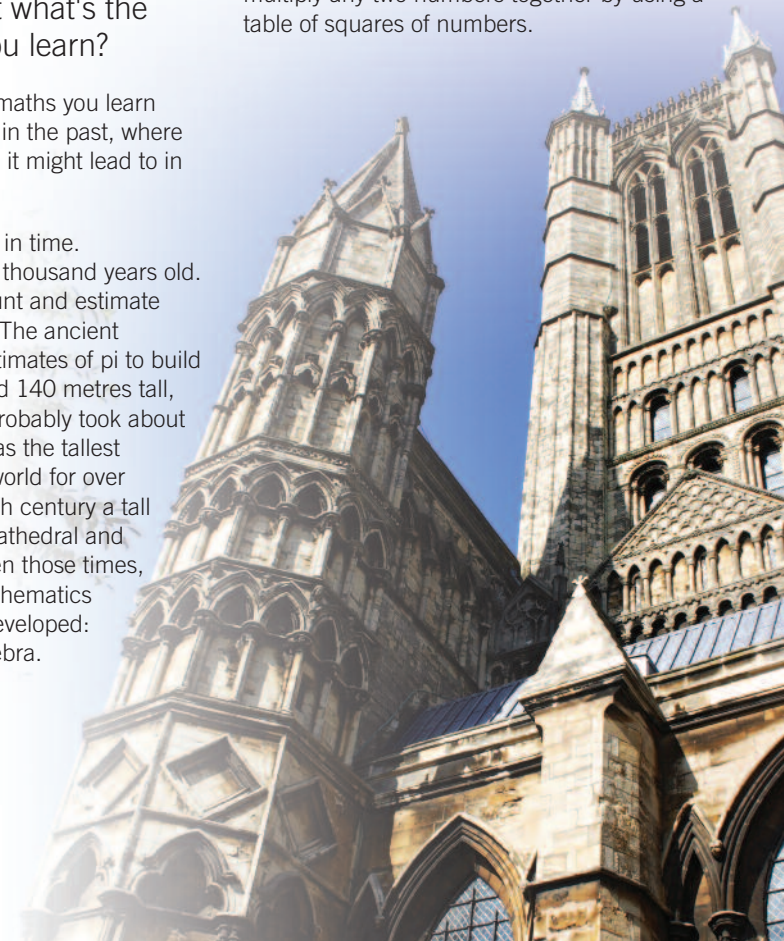 t what's the
ou learn?
maths you learn
in the past, where
it might lead to in
in time.
thousand years old.
unt and estimate
The ancient
timates of pi to build
d 140 metres tall,
robably took about
as the tallest
world for over
h century a tall
athedral and
en those times,
hematics
eveloped:
ebra.
multiply any two numbers together by using a
table of squares of numbers.